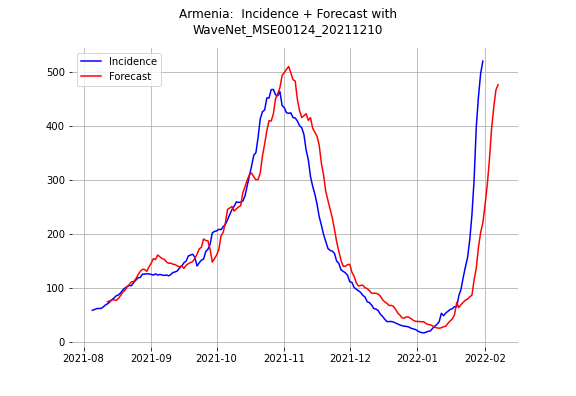 Armenia:  Incidence + Forecast with
WaveNet_MSE00124_20211210
Incidence
Forecast
500
400
300
200
100
0
2021-08 2021-09 2021-10 2021-11 2021-12 2022-01 2022-02